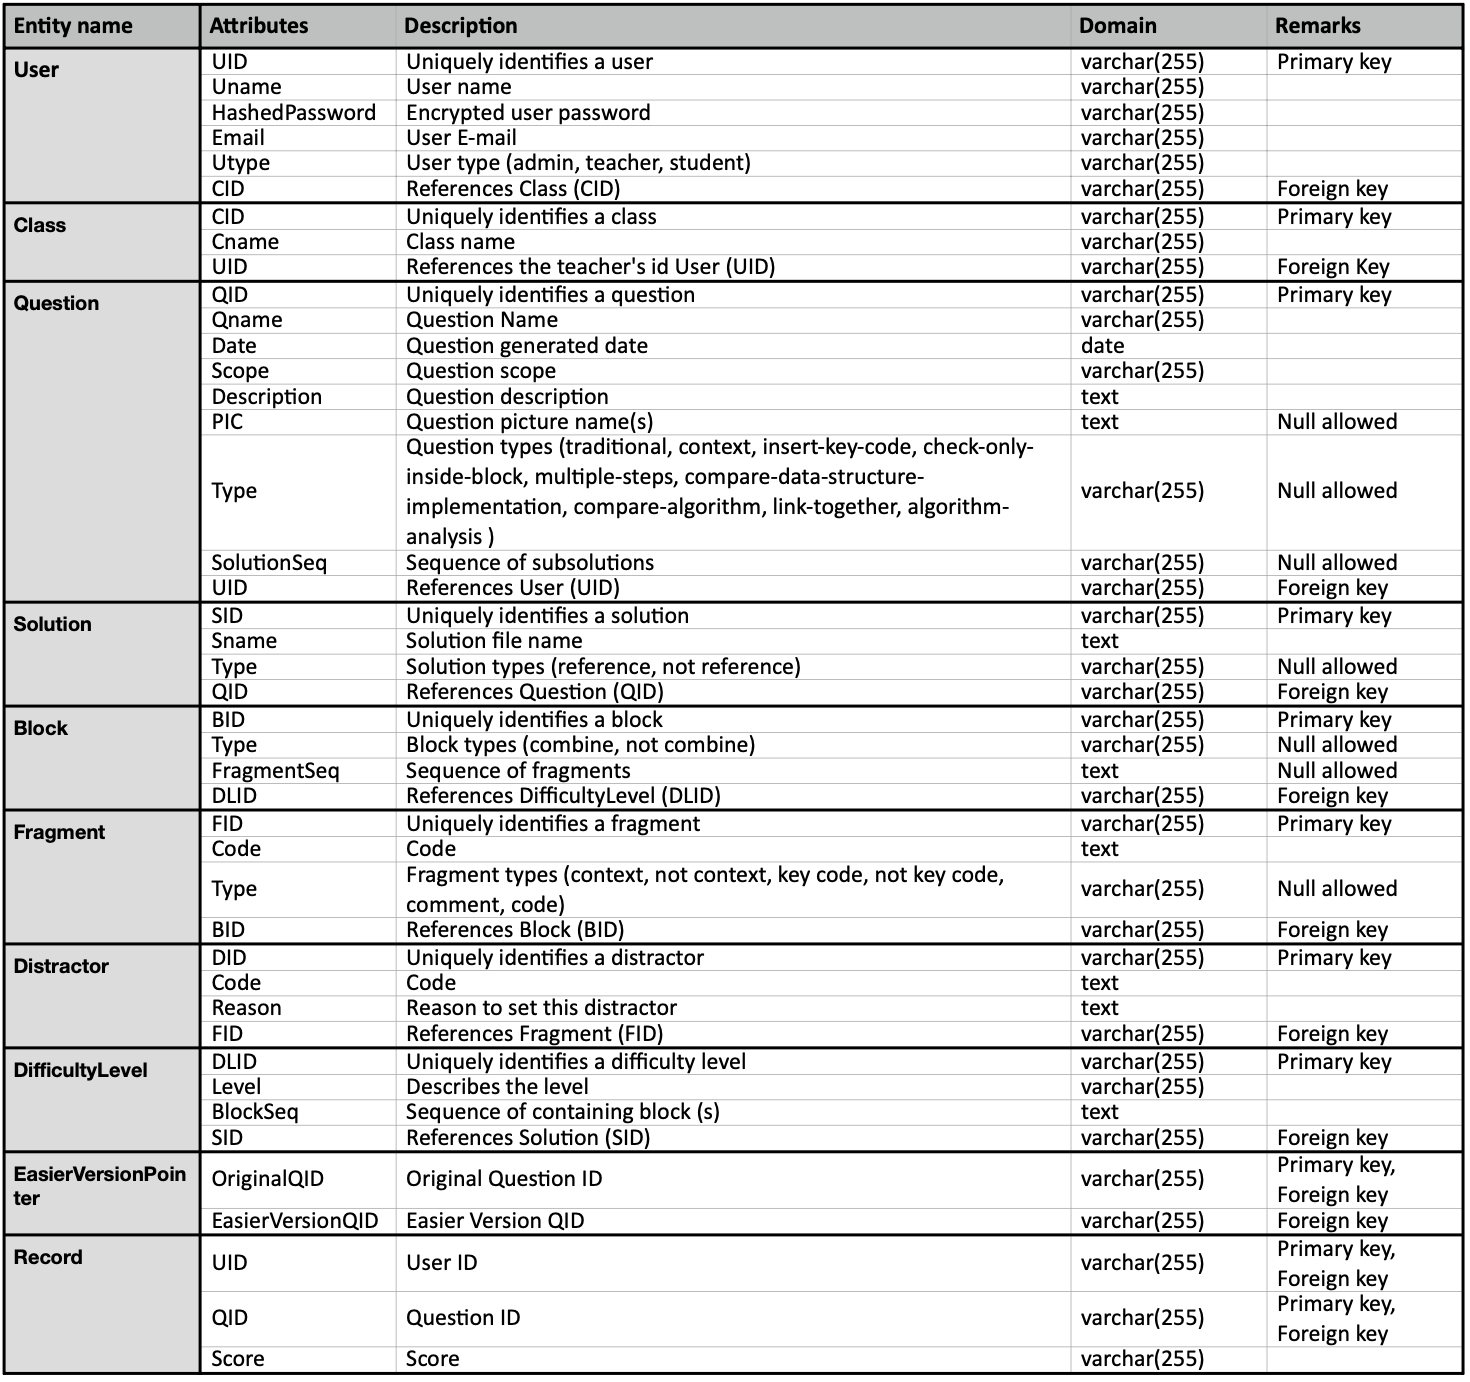 Entity name Attributes Description Domain Remarks
User UID Uniquely identifies a user varchar(255) Primary key
Uname User name varchar(255)
HashedPassword Encrypted user password varchar(255)
Email User E-mail varchar(255)
Utype User type (admin, teacher, student) varchar(255)
CID References Class (CID) varchar(255) Foreign key
Class CID Uniquely identifies a class varchar(255) Primary key
Cname Class name varchar(255)
UID References the teacher's id User (UID) varchar(255) Foreign Key
Question QID Uniquely identifies a question varchar(255) Primary key
Qname Question Name varchar(255)
Date Question generated date date
Scope Question scope varchar(255)
Description Question description text
PIC Question picture name(s) text Null allowed
Question types (traditional, context, insert-key-code, check-only-
inside-block, multiple-steps, compare-data-structure-
Type varchar(255) Null allowed
implementation, compare-algorithm, link-together, algorithm-
analysis )
SolutionSeq Sequence of subsolutions varchar(255) Null allowed
UID References User (UID) varchar(255) Foreign key
Solution SID Uniquely identifies a solution varchar(255) Primary key
Sname Solution file name text
Type Solution types (reference, not reference) varchar(255) Null allowed
QID References Question (QID) varchar(255) Foreign key
Block BID Uniquely identifies a block varchar(255) Primary key
Type Block types (combine, not combine) varchar(255) Null allowed
FragmentSeq Sequence of fragments text Null allowed
DLID References DifficultyLevel (DLID) varchar(255) Foreign key
Fragment FID Uniquely identifies a fragment varchar(255) Primary key
Code Code text
Type Fragment types (context, not context, key code, not key code, varchar(255) Null allowed
comment, code)
BID References Block (BID) varchar(255) Foreign key
Distractor DID Uniquely identifies a distractor varchar(255) Primary key
Code Code text
Reason Reason to set this distractor text
FID References Fragment (FID) varchar(255) Foreign key
DifficultyLevel DLID Uniquely identifies a difficulty level varchar(255) Primary key
Level Describes the level varchar(255)
BlockSeq Sequence of containing block (s) text
SID References Solution (SID) varchar(255) Foreign key
EasierVersionPoin
ter
OriginalQID Original Question ID varchar(255) Primary key,
Foreign key
EasierVersionQID Easier Version QID varchar(255) Foreign key
Record UID User ID varchar(255) Primary key,
Foreign key
QID Question ID varchar(255) Primary key,
Foreign key
Score Score varchar(255)